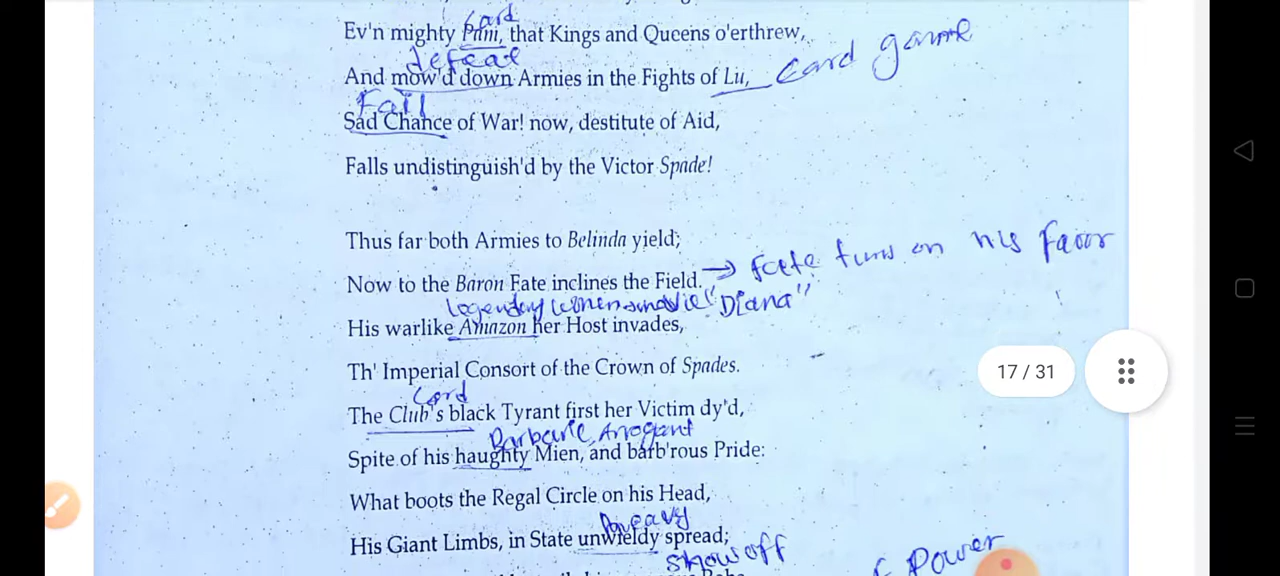 Card
Ev'n mighty Pam, that Kings and Queens o'erthrew,
defeat
And mow'd down Armies in the Fights of Lu, card game
Fall
Sad Chance of War! now, destitute of Aid,
Falls undistinguish'd by the Victor Spade!
Thus far both Armies to Belinda yield;
Now to the Baron Fate inclines the Field. → fate turns on his favor
legendary "Diana"
His warlike Amazon her Host invades,
Th' Imperial Consort of the Crown of Spades.
Card
The Club's black Tyrant first her Victim dy'd,
Barbaric Arrogant
Spite of his haughty Mien, and barb'rous Pride:
17 / 31
What boots the Regal Circle on his Head,
heavy
His Giant Limbs, in State unwieldy spread;
show off
Power